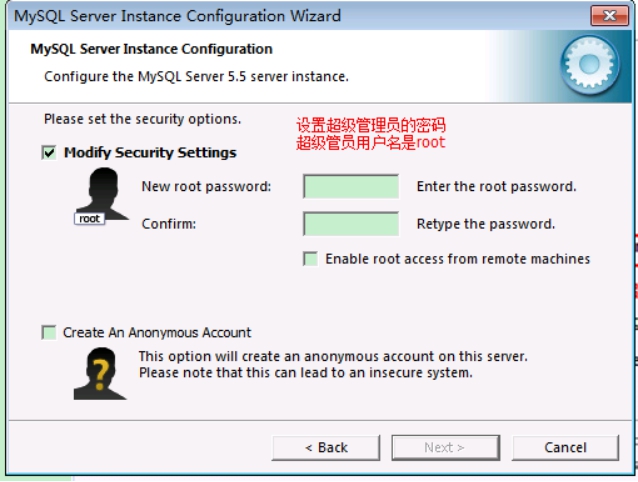 MySQL Server Instance Configuration Wizard
MySQL Server Instance Configuration
Configure the MySQL Server 5.5 server instance.
Please set the security options.
设置超级管理员的密码
超级管员用户名是root
Modify Security Settings
root
New root password:
Enter the root password.
Confirm:
Retype the password.
Enable root access from remote machines
Create An Anonymous Account
?
This option will create an anonymous account on this server.
Please note that this can lead to an insecure system.
< Back
Next >
Cancel